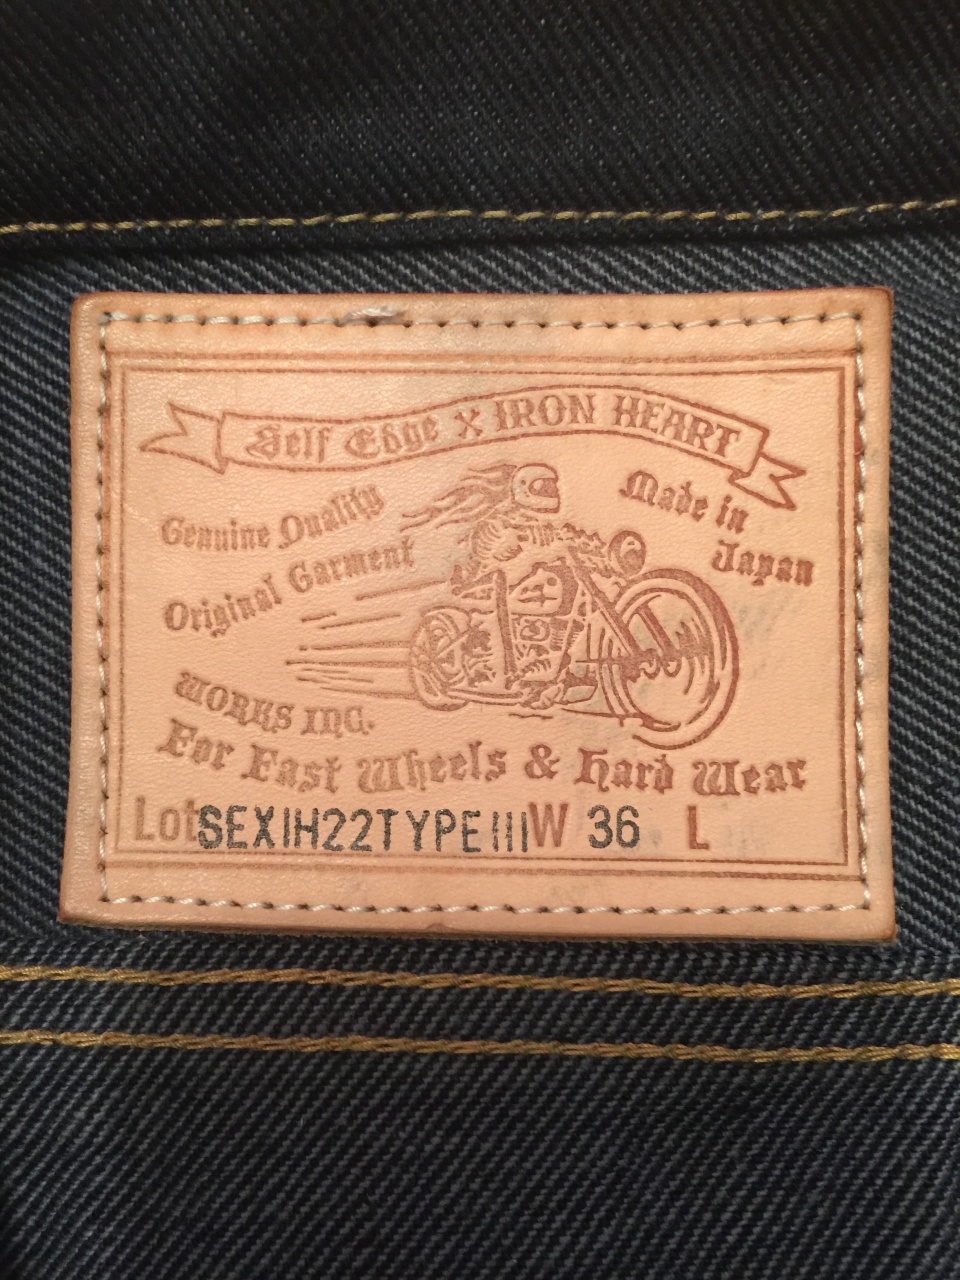 Self Edge X IRON HEART
Genuine Quality
Original Garment
Made in
Japan
WORKS INC.
For Fast Wheels & Hard Wear
Lot SEXIH22TYPEIII W 36 L